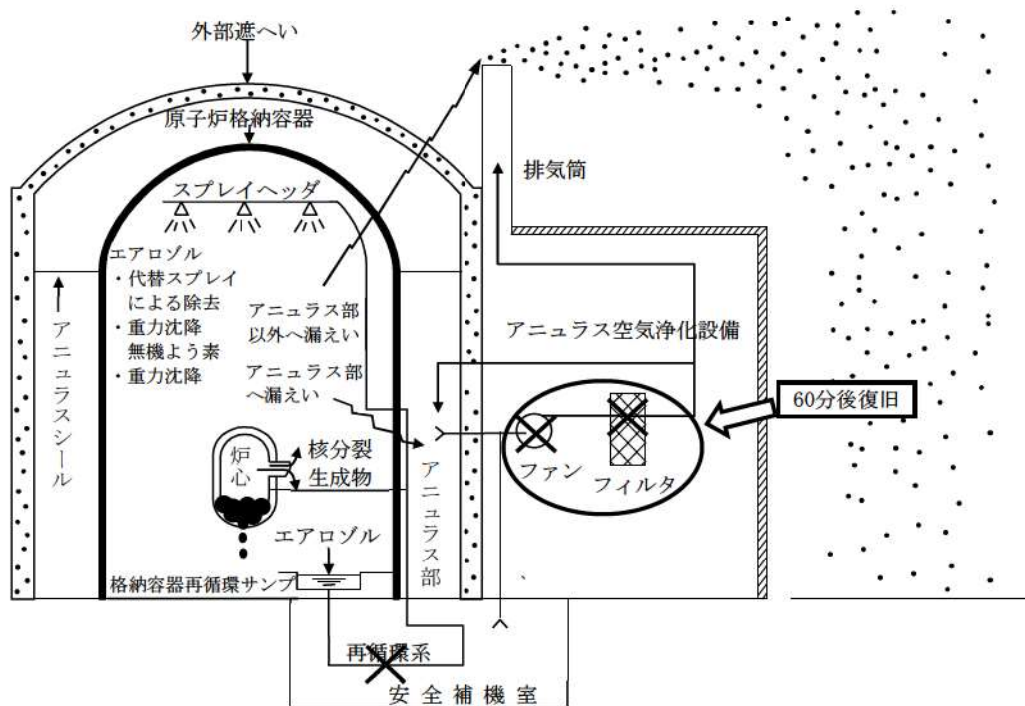 外部遮へい
原子炉格納容器
スプレイヘッダ
排気筒
エアロゾル
・代替スプレイ
による除去
・重力沈降
無機よう素
・重力沈降
アニュラス部
以外へ漏えい
アニュラス部
へ漏えい
アニュラスシール
アニュラス空気浄化設備
60分後復旧
炉心
核分裂
生成物
ファン
フィルタ
アニュラス部
エアロゾル
格納容器再循環サンプ
再循環系
安全補機室